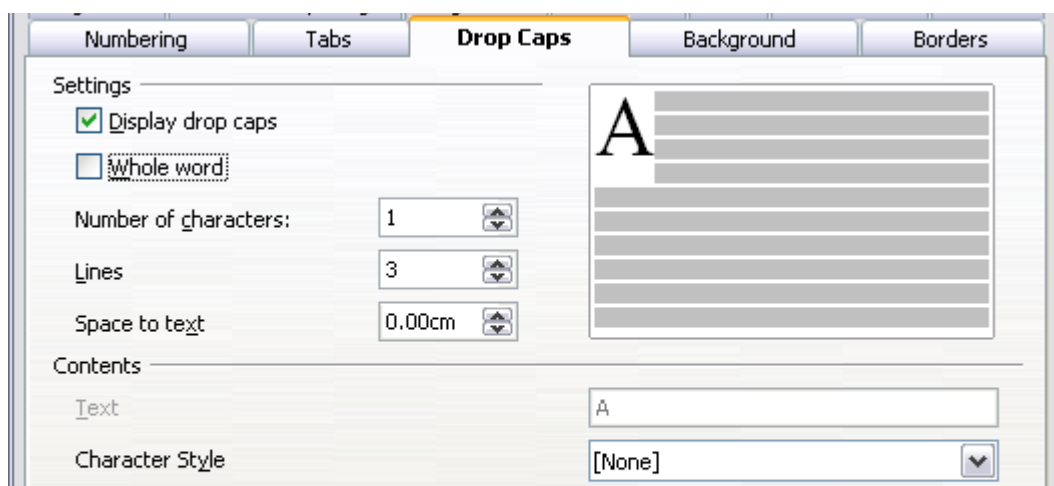 Numbering Tabs Drop Caps Background Borders
Settings
Display drop caps
Whole word
Number of characters: 1
Lines 3
Space to text 0.00cm
A
Contents
Text A
Character Style [None]